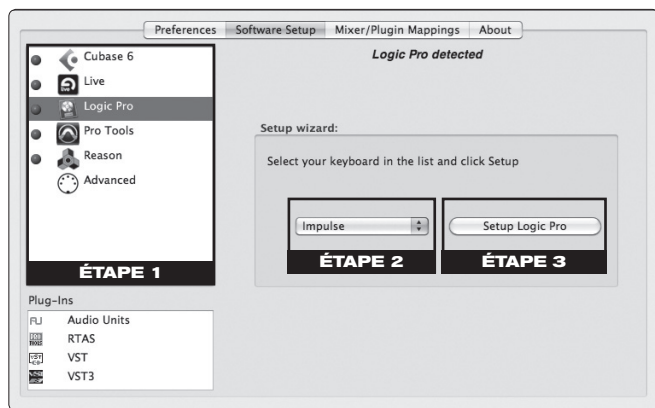 Preferences Software Setup Mixer/Plugin Mappings About
Cubase 6
Live
Logic Pro
Pro Tools
Reason
Advanced
ÉTAPE 1
Logic Pro detected
Setup wizard:
Select your keyboard in the list and click Setup
Impulse
ÉTAPE 2
Setup Logic Pro
ÉTAPE 3
Plug-Ins
Audio Units
RTAS
VST
VST3